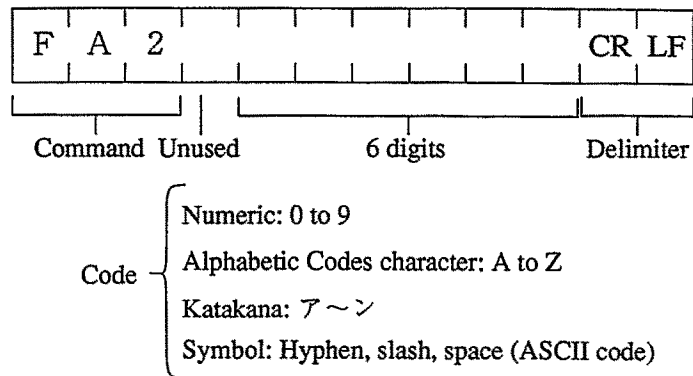 F A 2 CR LF
Command Unused 6 digits Delimiter
Numeric: 0 to 9
Alphabetic Codes character: A to Z
Code
Katakana: ア～ン
Symbol: Hyphen, slash, space (ASCII code)